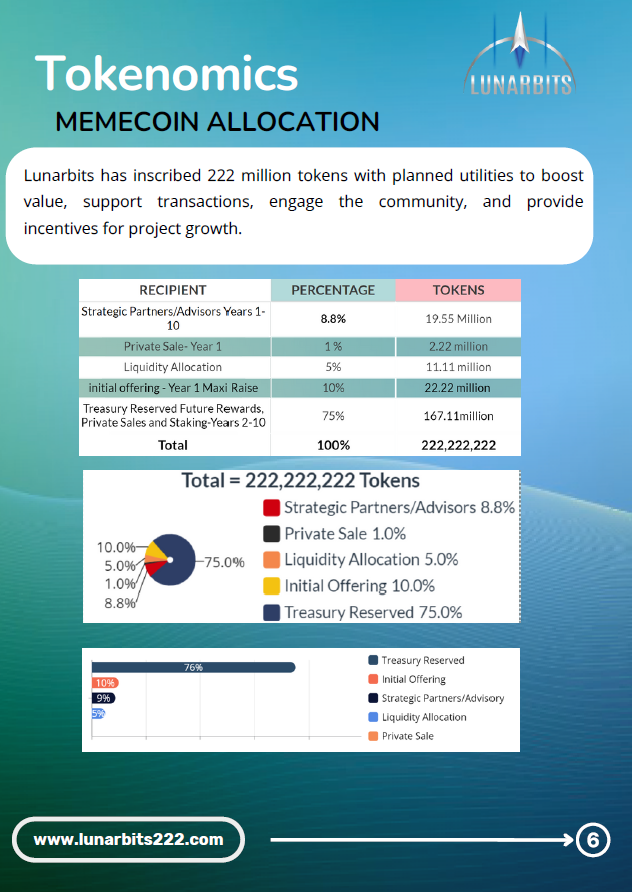 Tokenomics
LUNARBITS
MEMECOIN ALLOCATION
Lunarbits has inscribed 222 million tokens with planned utilities to boost
value, support transactions, engage the community, and provide
incentives for project growth.
RECIPIENT PERCENTAGE TOKENS
Strategic Partners/Advisors Years 1-
10 8.8% 19.55 Million
Private Sale- Year 1 1 % 2.22 million
Liquidity Allocation 5% 11.11 million
initial offering - Year 1 Maxi Raise 10% 22.22 million
Treasury Reserved Future Rewards,
Private Sales and Staking-Years 2-10 75% 167.11million
Total 100% 222,222,222
Total = 222,222,222 Tokens
10.0%
5.0%
1.0%
8.8%
75.0%
Strategic Partners/Advisors 8.8%
Private Sale 1.0%
Liquidity Allocation 5.0%
Initial Offering 10.0%
Treasury Reserved 75.0%
76%
10%
9%
5%
Treasury Reserved
Initial Offering
Strategic Partners/Advisory
Liquidity Allocation
Private Sale
www.lunarbits222.com 6